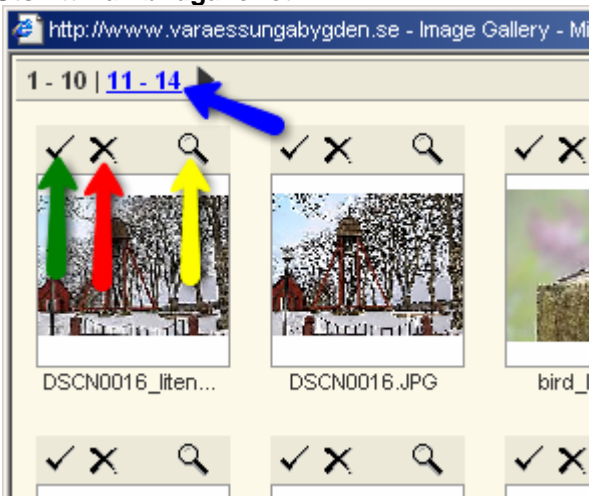 http://www.varaessungabygden.se - Image Gallery - Mi
1 - 10 | 11 - 14
DSCN0016_liten...
DSCN0016.JPG
bird_